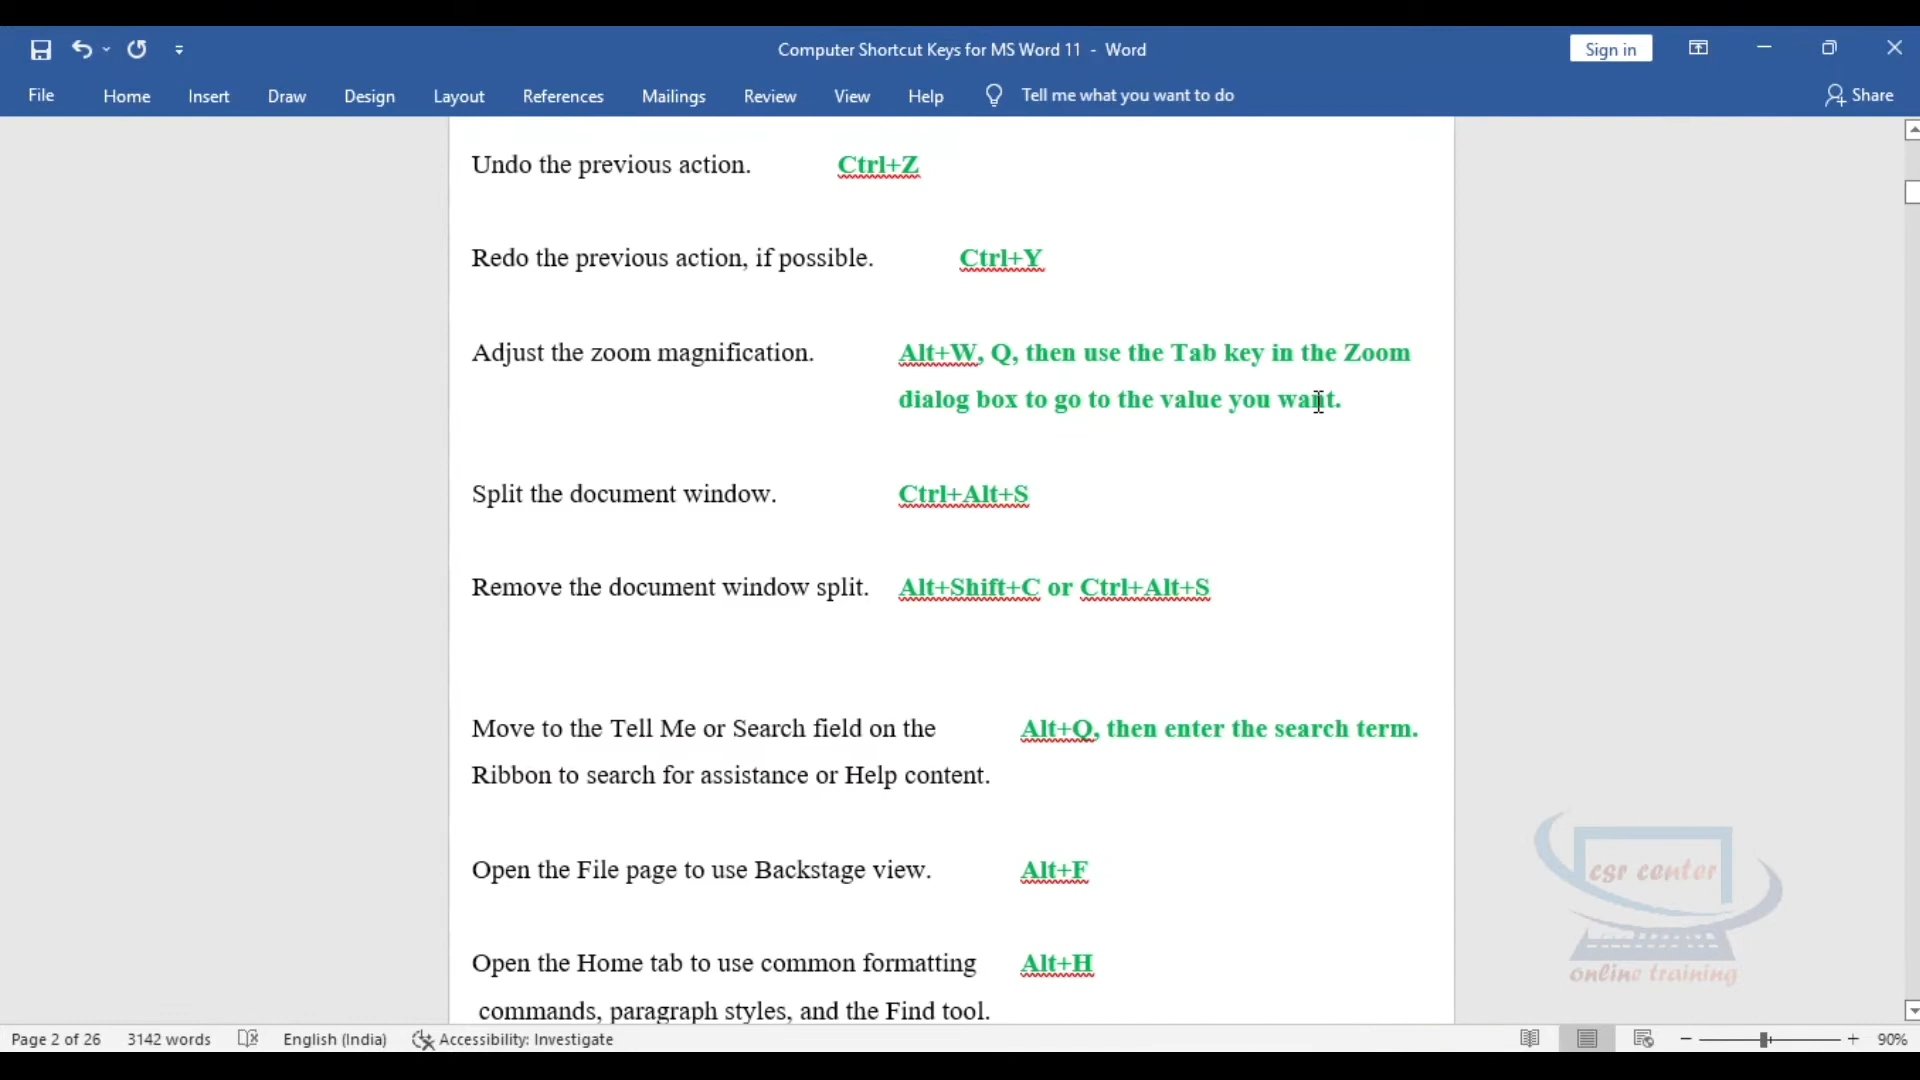 Computer Shortcut Keys for MS Word 11 - Word
Sign in
File Home Insert Draw Design Layout References Mailings Review View Help Tell me what you want to do Share
Undo the previous action. Ctrl+Z
Redo the previous action, if possible. Ctrl+Y
Adjust the zoom magnification. Alt+W, Q, then use the Tab key in the Zoom
dialog box to go to the value you want.
Split the document window. Ctrl+Alt+S
Remove the document window split. Alt+Shift+C or Ctrl+Alt+S
Move to the Tell Me or Search field on the Alt+Q, then enter the search term.
Ribbon to search for assistance or Help content.
Open the File page to use Backstage view. Alt+F
Open the Home tab to use common formatting Alt+H
commands, paragraph styles, and the Find tool.
csr center
online training
Page 2 of 26 3142 words English (India) Accessibility: Investigate 90%